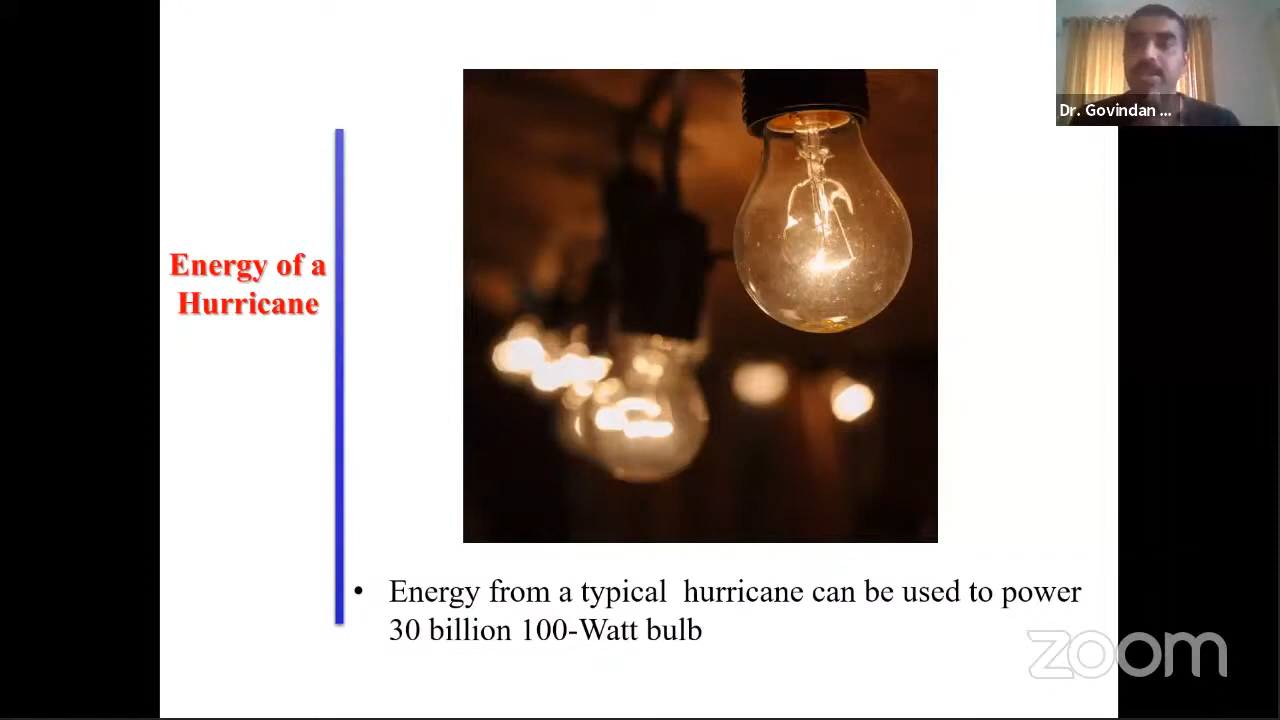 Dr. Govindan ...
Energy of a
Hurricane
• Energy from a typical hurricane can be used to power
30 billion 100-Watt bulb
zoom